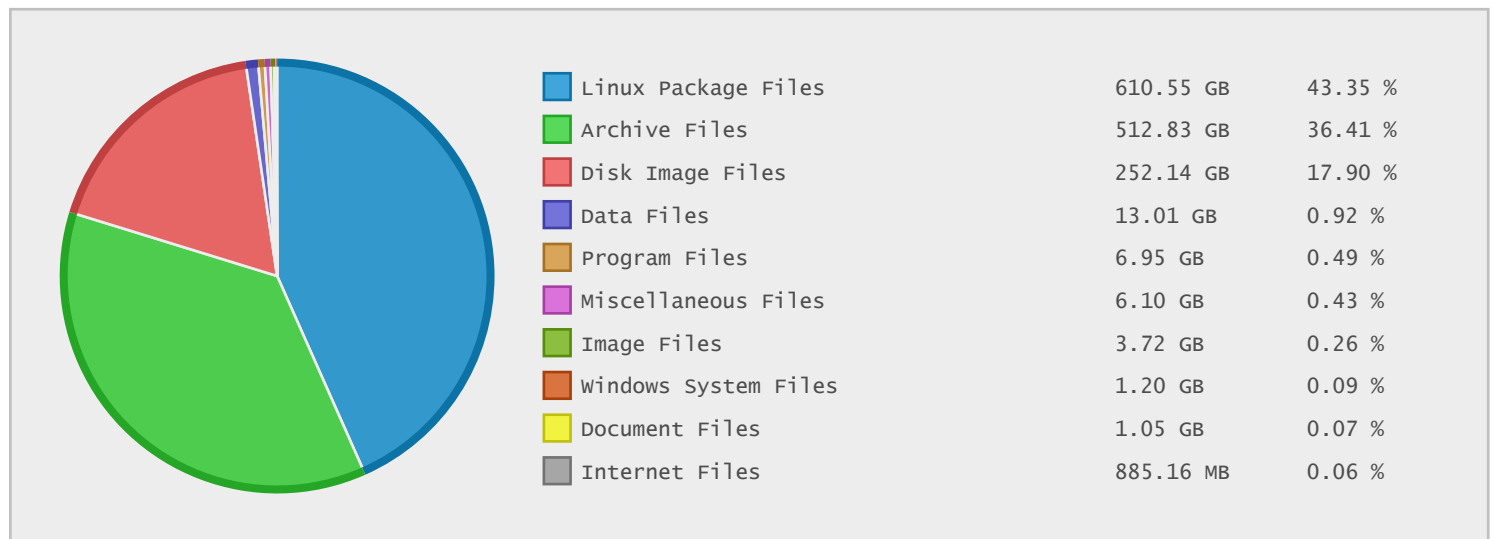 Linux Package Files 610.55 GB 43.35 %
Archive Files 512.83 GB 36.41 %
Disk Image Files 252.14 GB 17.90 %
Data Files 13.01 GB 0.92 %
Program Files 6.95 GB 0.49 %
Miscellaneous Files 6.10 GB 0.43 %
Image Files 3.72 GB 0.26 %
Windows System Files 1.20 GB 0.09 %
Document Files 1.05 GB 0.07 %
Internet Files 885.16 MB 0.06 %